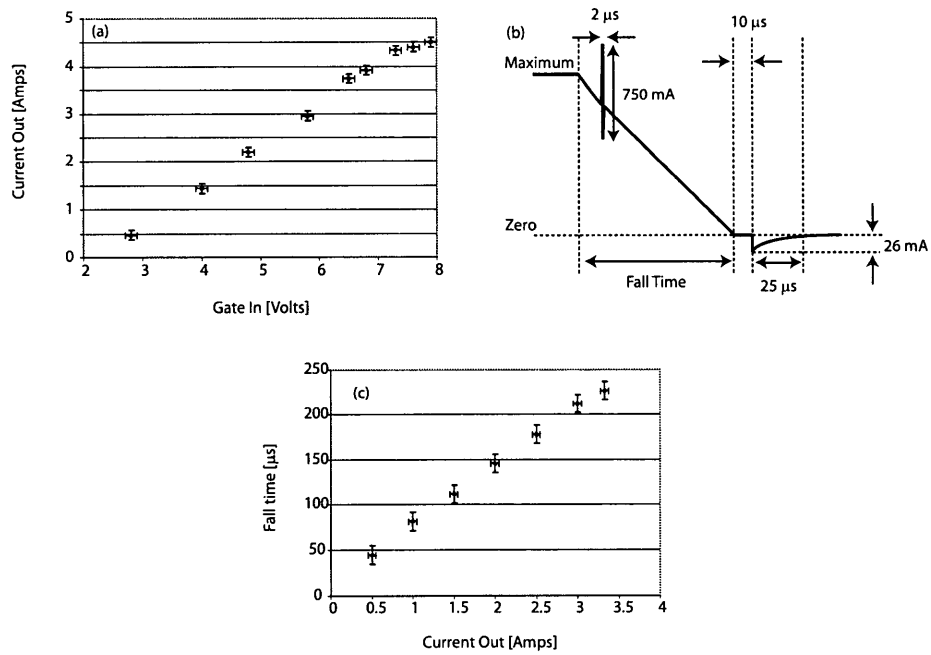 (a)
5
4
3
2
1
0
Current Out [Amps]
2 3 4 5 6 7 8
Gate In [Volts]
(b)
2 μs
10 μs
Maximum
750 mA
Zero
26 mA
Fall Time
25 μs
(c)
250
200
150
100
50
0
Fall time [μs]
0 0.5 1 1.5 2 2.5 3 3.5 4
Current Out [Amps]